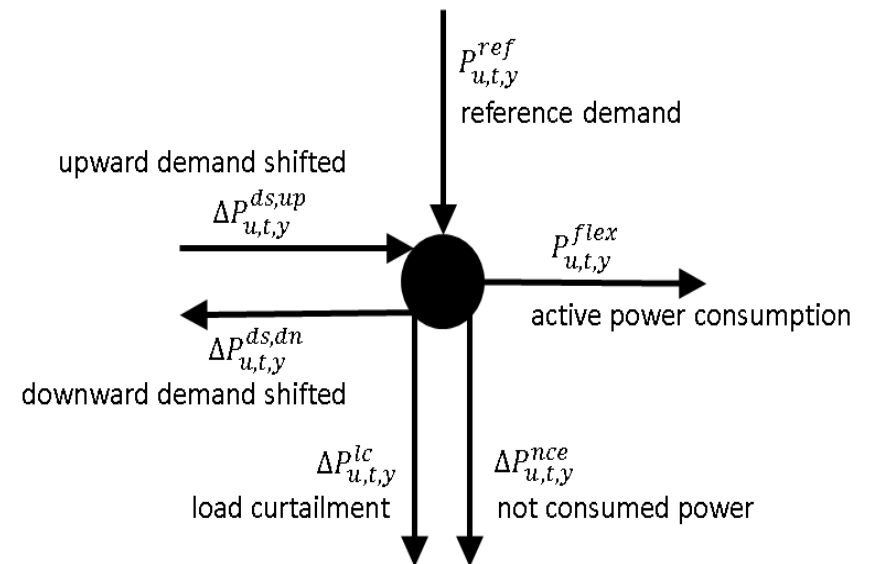 P^{ref}_{u,t,y}
reference demand
upward demand shifted
ΔP^{ds,up}_{u,t,y}
P^{flex}_{u,t,y}
active power consumption
ΔP^{ds,dn}_{u,t,y}
downward demand shifted
ΔP^{lc}_{u,t,y}
load curtailment
ΔP^{nce}_{u,t,y}
not consumed power